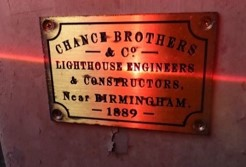 CHANCE BROTHERS
& Co.
LIGHTHOUSE ENGINEERS
& CONSTRUCTORS.
Near BIRMINGHAM.
1889